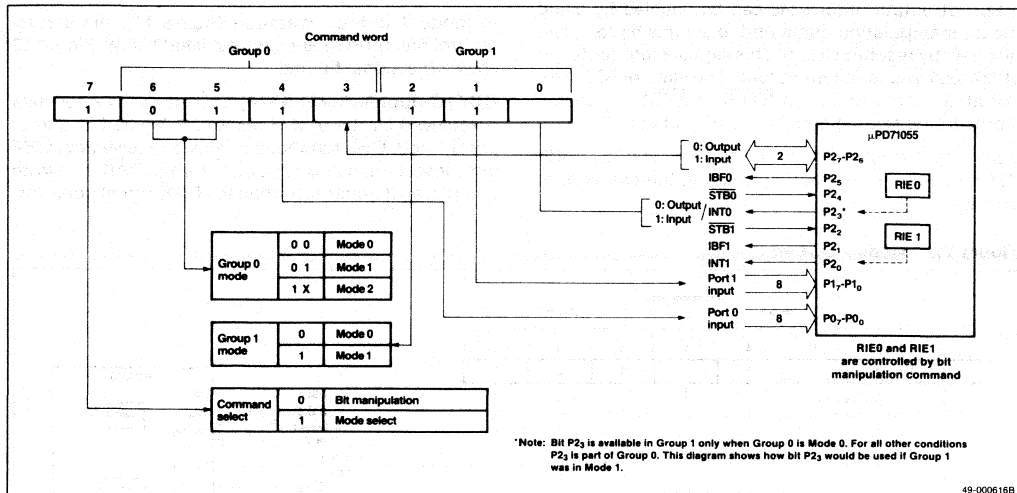 Command word
Group 0 Group 1
7 6 5 4 3 2 1 0
1 0 1 1 1 1
μPD71055
0: Output
1: Input
2 P2₇-P2₆
IBF0 P2₅
RIE0
S̅T̅B̅0̅ P2₄
0: Output
1: Input
INT0 P2₃*
S̅T̅B̅1̅ P2₂
RIE 1
IBF1 P2₁
INT1 P2₀
Port 1
input
8 P1₇-P1₀
Port 0
input
8 P0₇-P0₀
Group 0
mode
0 0 Mode 0
0 1 Mode 1
1 X Mode 2
Group 1
mode
0 Mode 0
1 Mode 1
Command
select
0 Bit manipulation
1 Mode select
RIE0 and RIE1
are controlled by bit
manipulation command
*Note: Bit P2₃ is available in Group 1 only when Group 0 is Mode 0. For all other conditions
P2₃ is part of Group 0. This diagram shows how bit P2₃ would be used if Group 1
was in Mode 1.
49-000616B